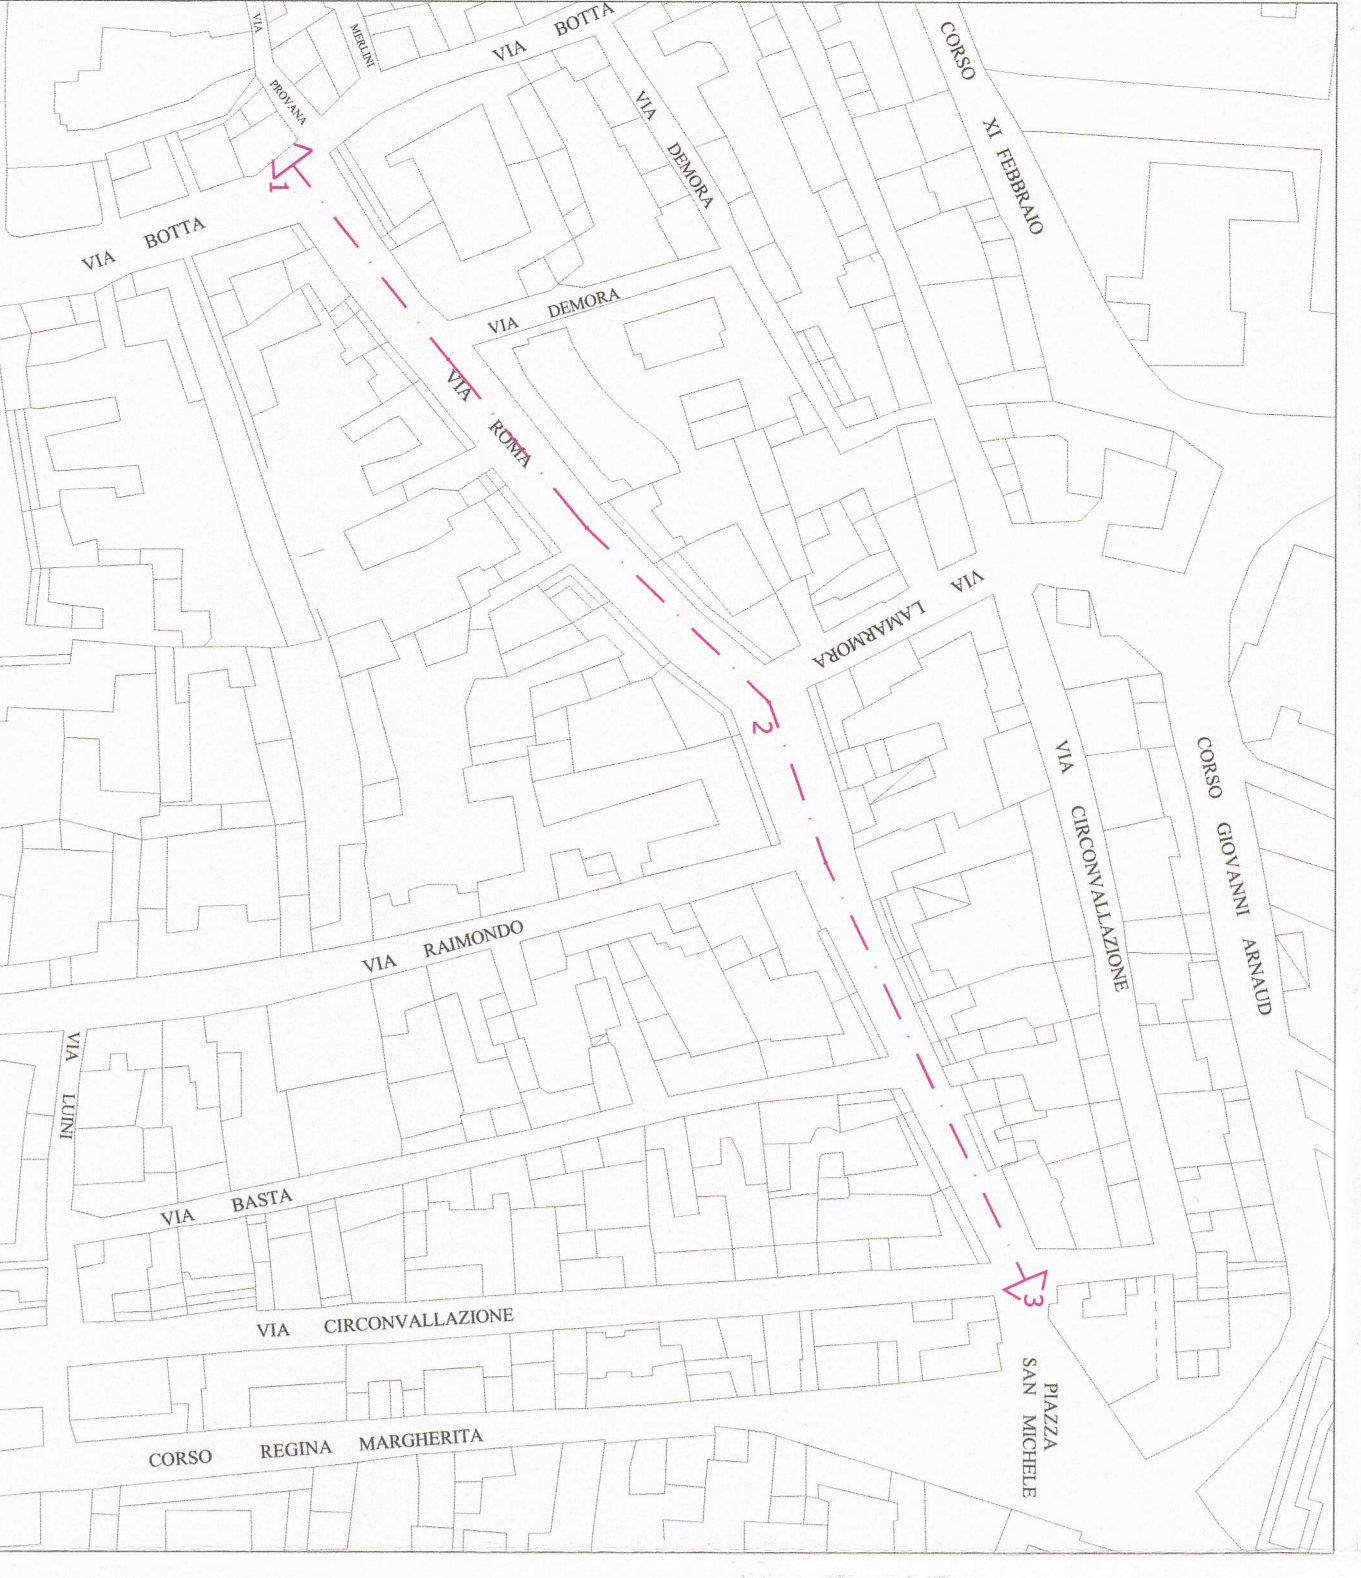 VIA PROVANA
MERLINI
VIA BOTTA
CORSO XI FEBBRAIO
VIA DEMORA
1
VIA BOTTA
VIA DEMORA
VIA ROMA
VIA LAMARMORA
2
VIA CIRCONVALLAZIONE
CORSO GIOVANNI ARNAUD
VIA RAIMONDO
VIA LUINI
VIA BASTA
3
VIA CIRCONVALLAZIONE
PIAZZA
SAN MICHELE
CORSO REGINA MARGHERITA